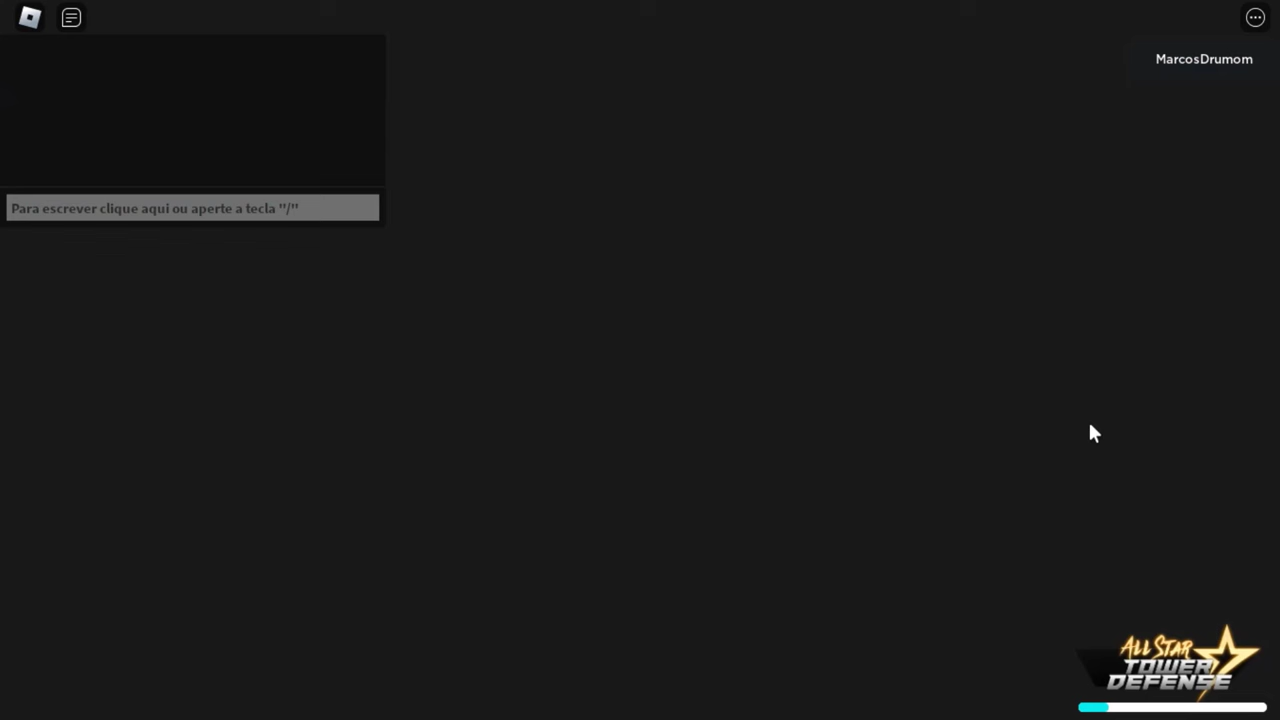 MarcosDrumom
Para escrever clique aqui ou aperte a tecla "/"
ALL STAR
TOWER
DEFENSE